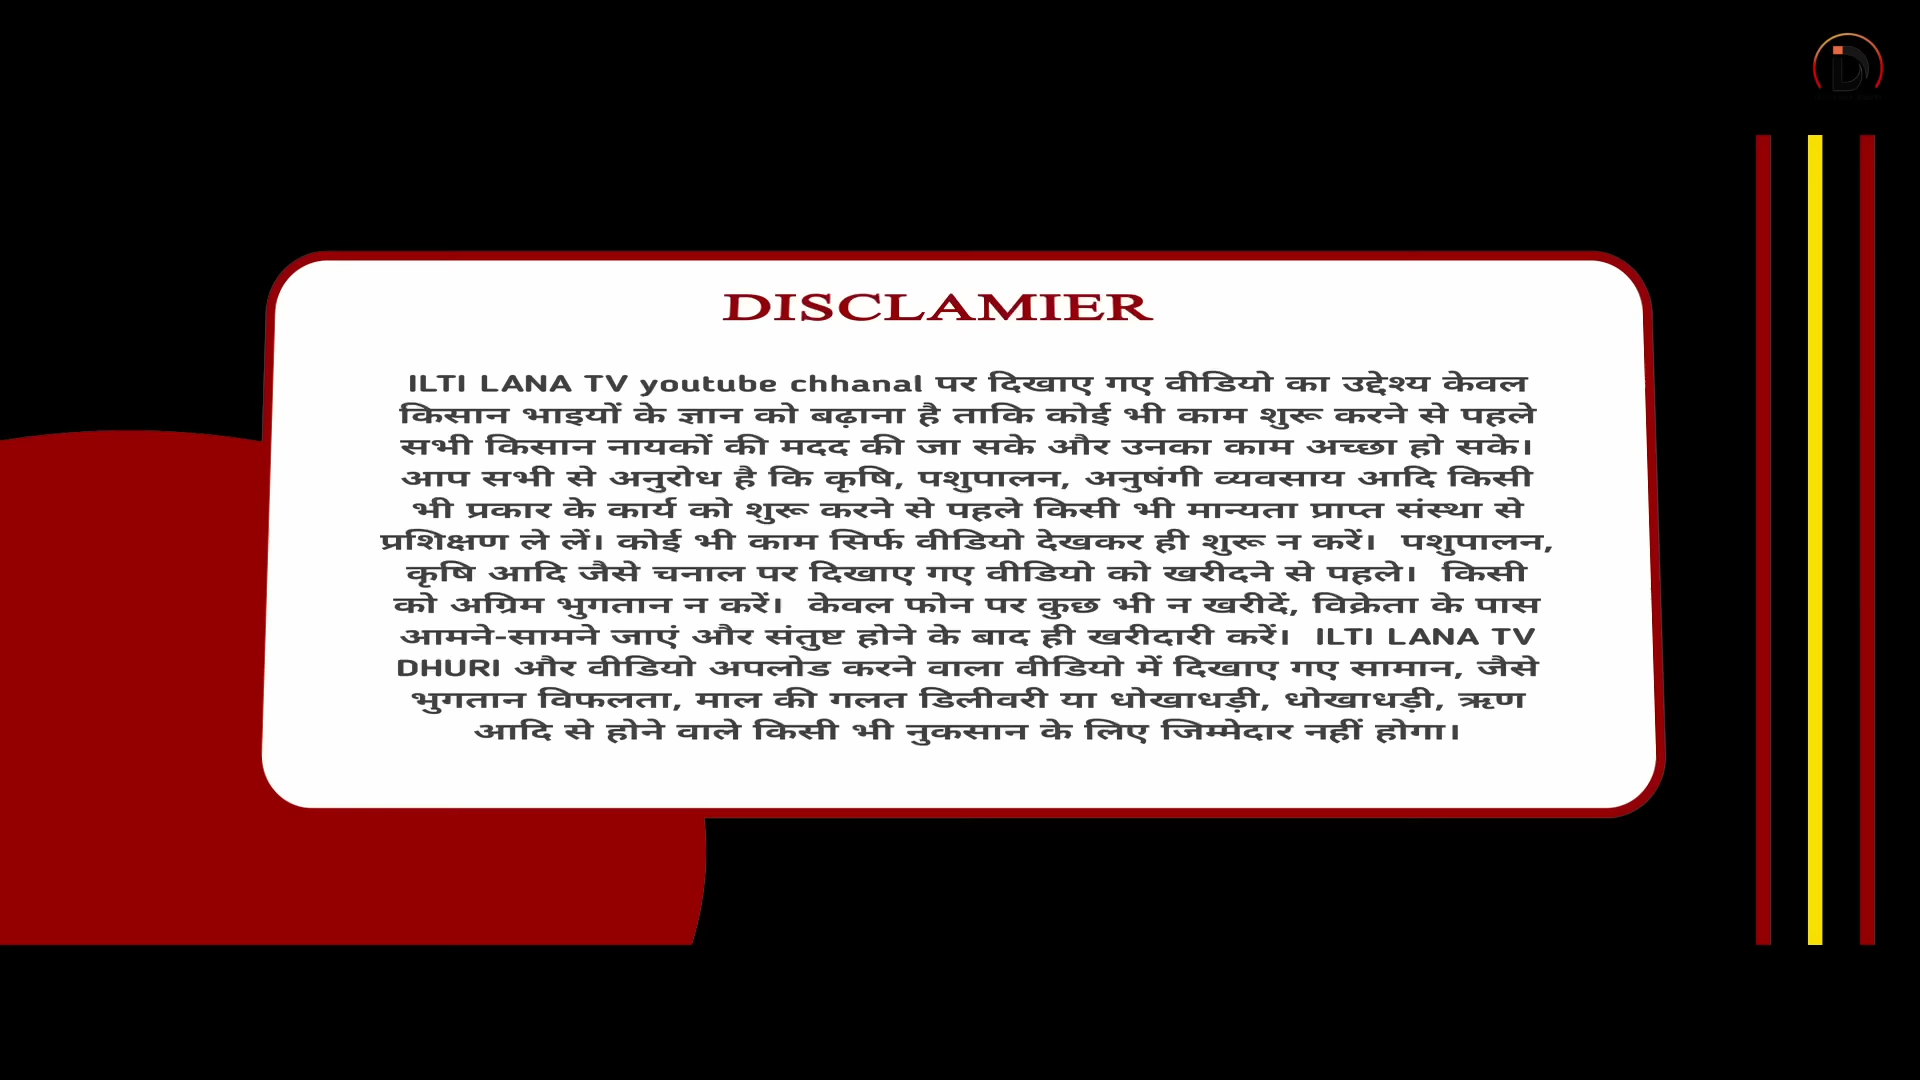 DISCLAMIER
ILTI LANA TV youtube chhanal पर दिखाए गए वीडियो का उद्देश्य केवल
किसान भाइयों के ज्ञान को बढ़ाना है ताकि कोई भी काम शुरू करने से पहले
सभी किसान नायकों की मदद की जा सके और उनका काम अच्छा हो सके।
आप सभी से अनुरोध है कि कृषि, पशुपालन, अनुषंगी व्यवसाय आदि किसी
भी प्रकार के कार्य को शुरू करने से पहले किसी भी मान्यता प्राप्त संस्था से
प्रशिक्षण ले लें। कोई भी काम सिर्फ वीडियो देखकर ही शुरू न करें।  पशुपालन,
कृषि आदि जैसे चनाल पर दिखाए गए वीडियो को खरीदने से पहले।  किसी
को अग्रिम भुगतान न करें।  केवल फोन पर कुछ भी न खरीदें, विक्रेता के पास
आमने-सामने जाएं और संतुष्ट होने के बाद ही खरीदारी करें।  ILTI LANA TV
DHURI और वीडियो अपलोड करने वाला वीडियो में दिखाए गए सामान, जैसे
भुगतान विफलता, माल की गलत डिलीवरी या धोखाधड़ी, धोखाधड़ी, ऋण
आदि से होने वाले किसी भी नुकसान के लिए जिम्मेदार नहीं होगा।